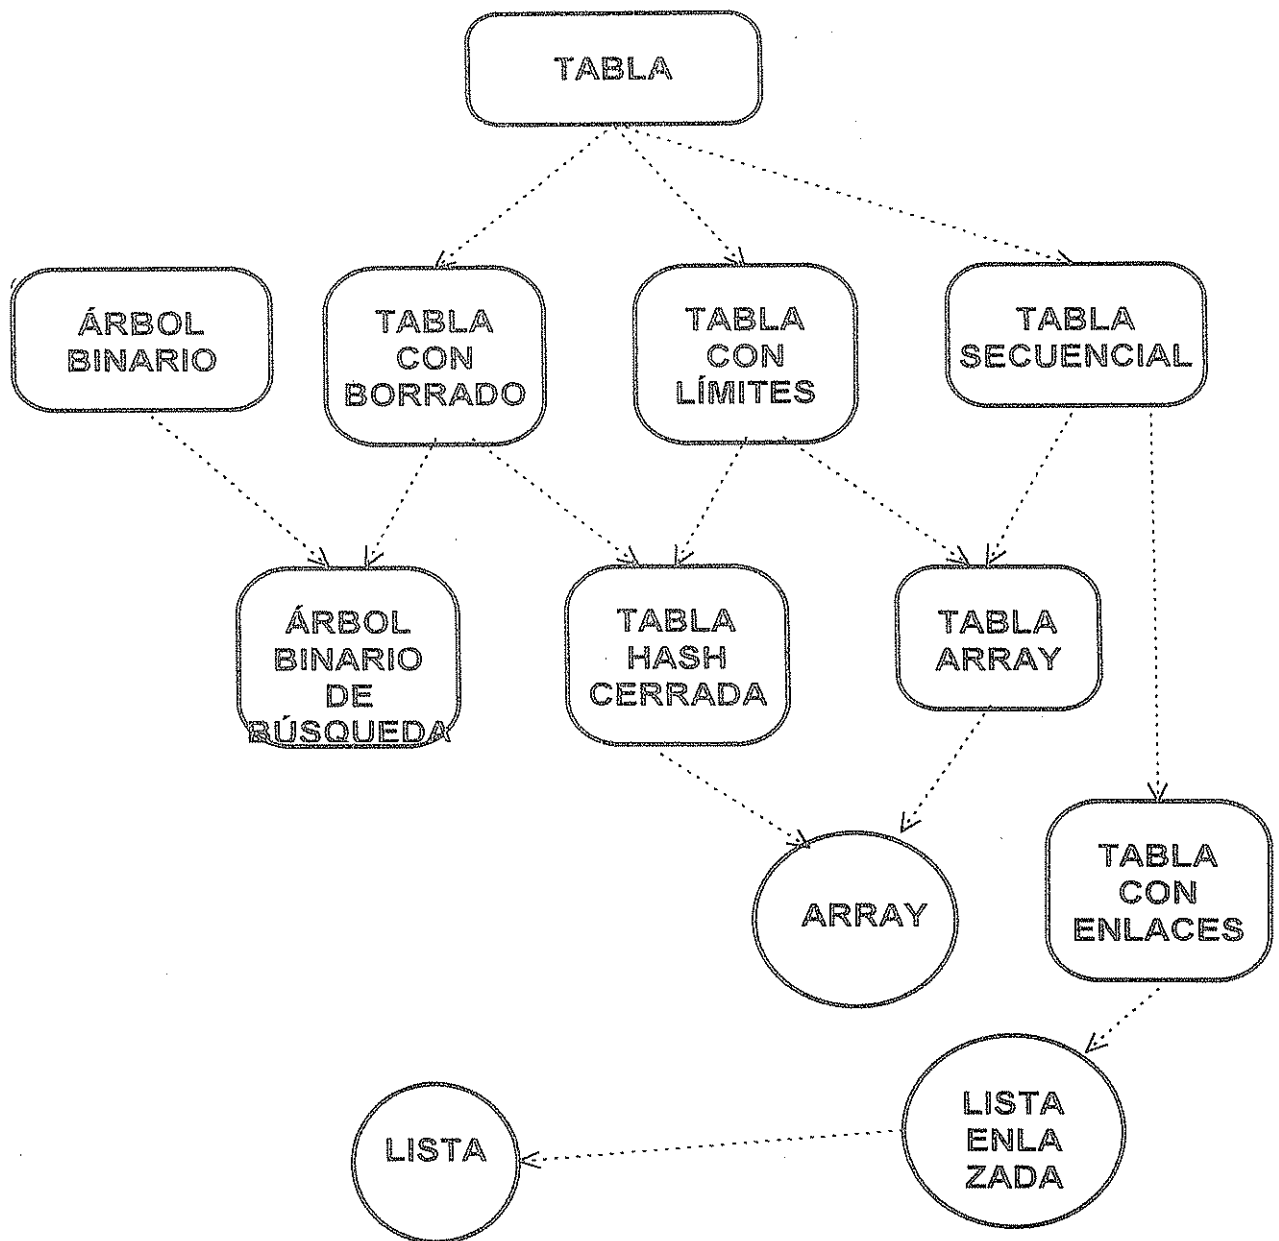 TABLA
ÁRBOL
BINARIO
TABLA
CON
BORRADO
TABLA
CON
LÍMITES
TABLA
SECUENCIAL
ÁRBOL
BINARIO
DE
BÚSQUEDA
TABLA
HASH
CERRADA
TABLA
ARRAY
ARRAY
TABLA
CON
ENLACES
LISTA
LISTA
ENLA
ZADA